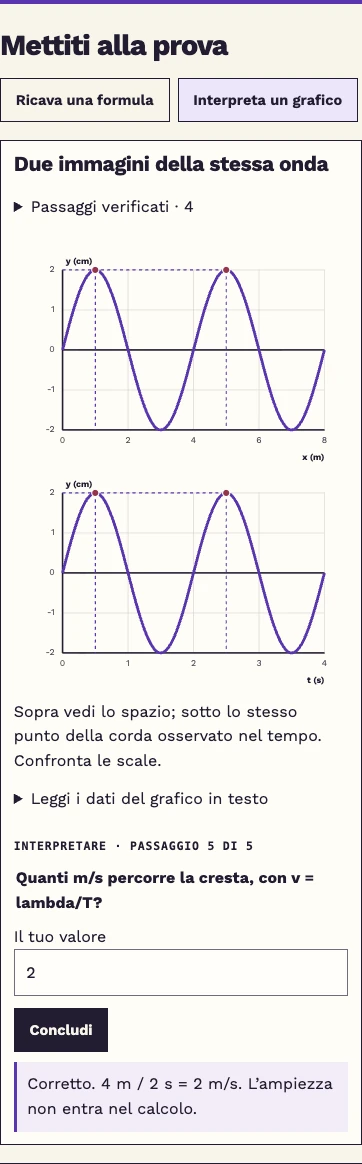 Mettiti alla prova
Ricava una formula
Interpreta un grafico
Due immagini della stessa onda
▶ Passaggi verificati · 4
y (cm)
2
1
0
-1
-2
0 2 4 6 8
x (m)
y (cm)
2
1
0
-1
-2
0 1 2 3 4
t (s)
Sopra vedi lo spazio; sotto lo stesso
punto della corda osservato nel tempo.
Confronta le scale.
▶ Leggi i dati del grafico in testo
INTERPRETARE · PASSAGGIO 5 DI 5
Quanti m/s percorre la cresta, con v =
lambda/T?
Il tuo valore
2
Concludi
Corretto. 4 m / 2 s = 2 m/s. L’ampiezza
non entra nel calcolo.